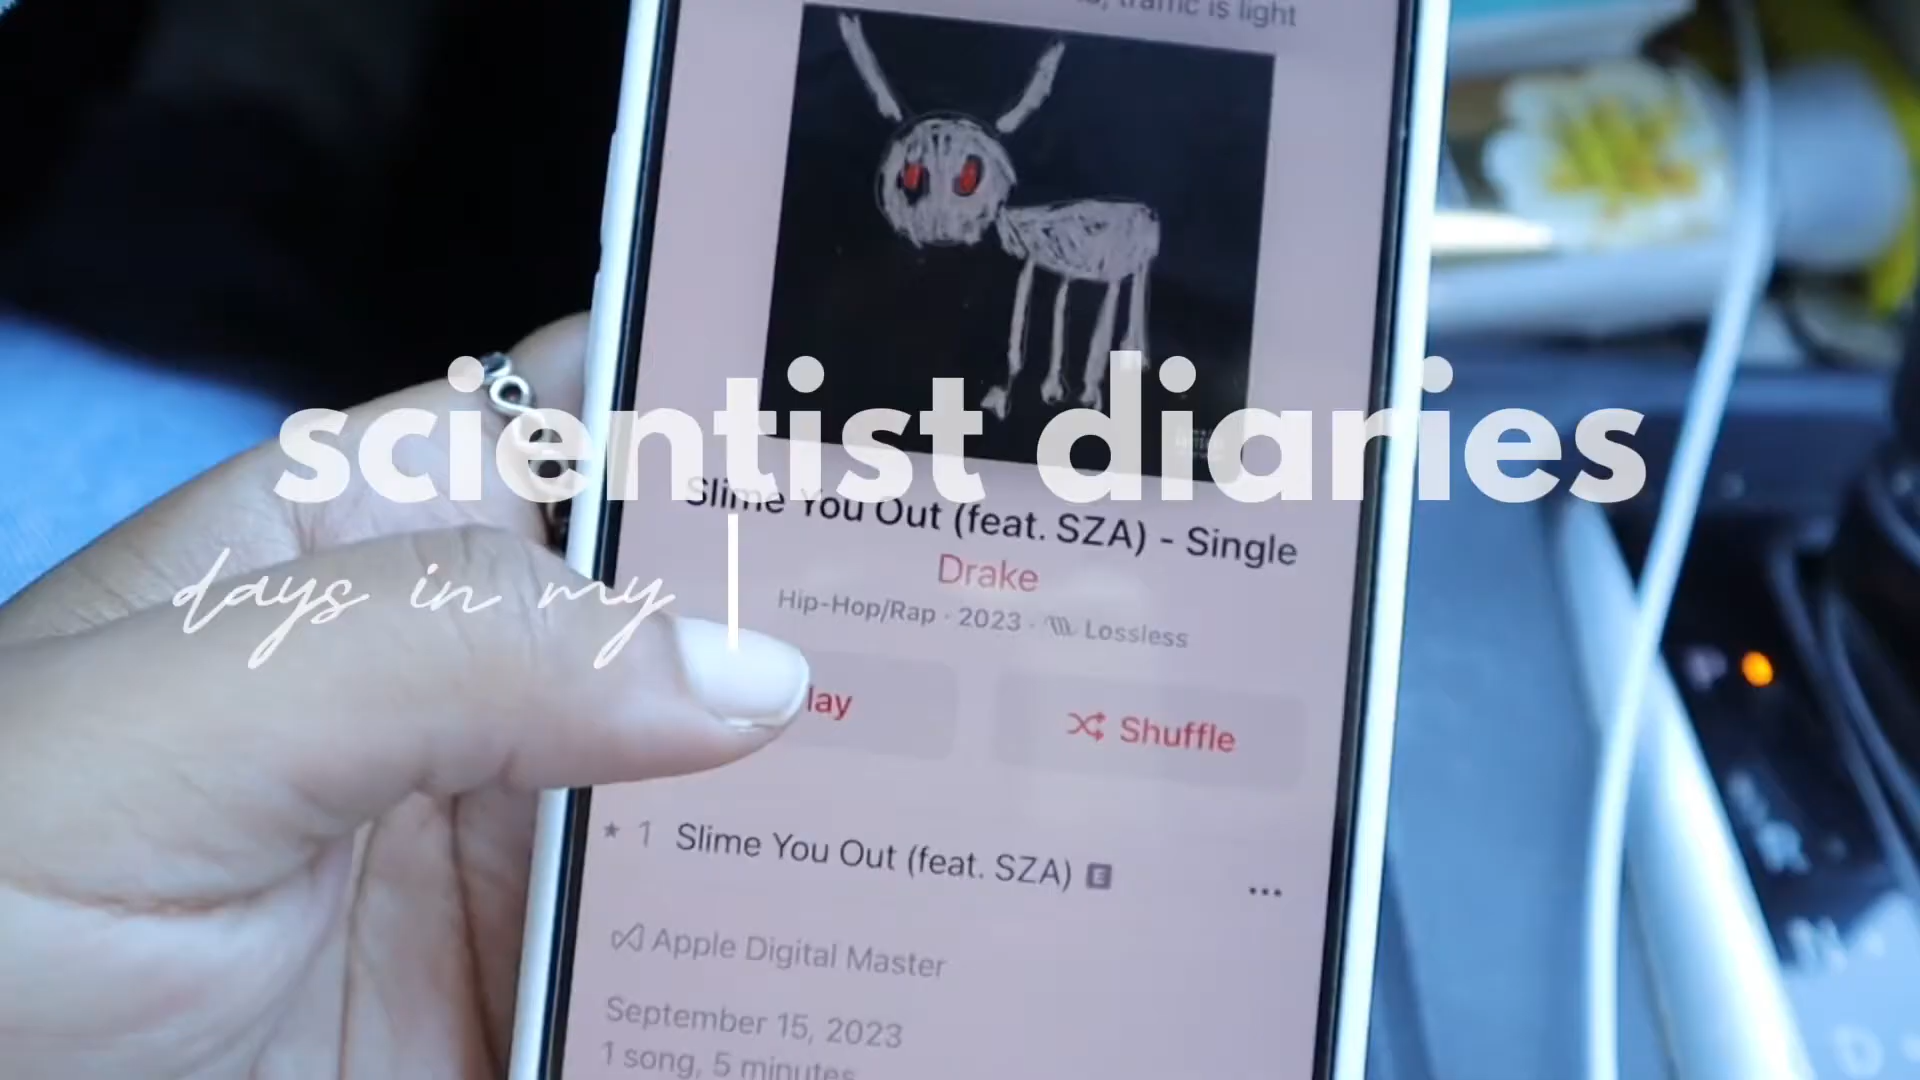 traffic is light
scientist diaries
Slime You Out (feat. SZA) - Single
Drake
days in my
Hip-Hop/Rap · 2023 · Lossless
lay
Shuffle
★ 1 Slime You Out (feat. SZA) E
...
Apple Digital Master
September 15, 2023
1 song, 5 minutes
N
D